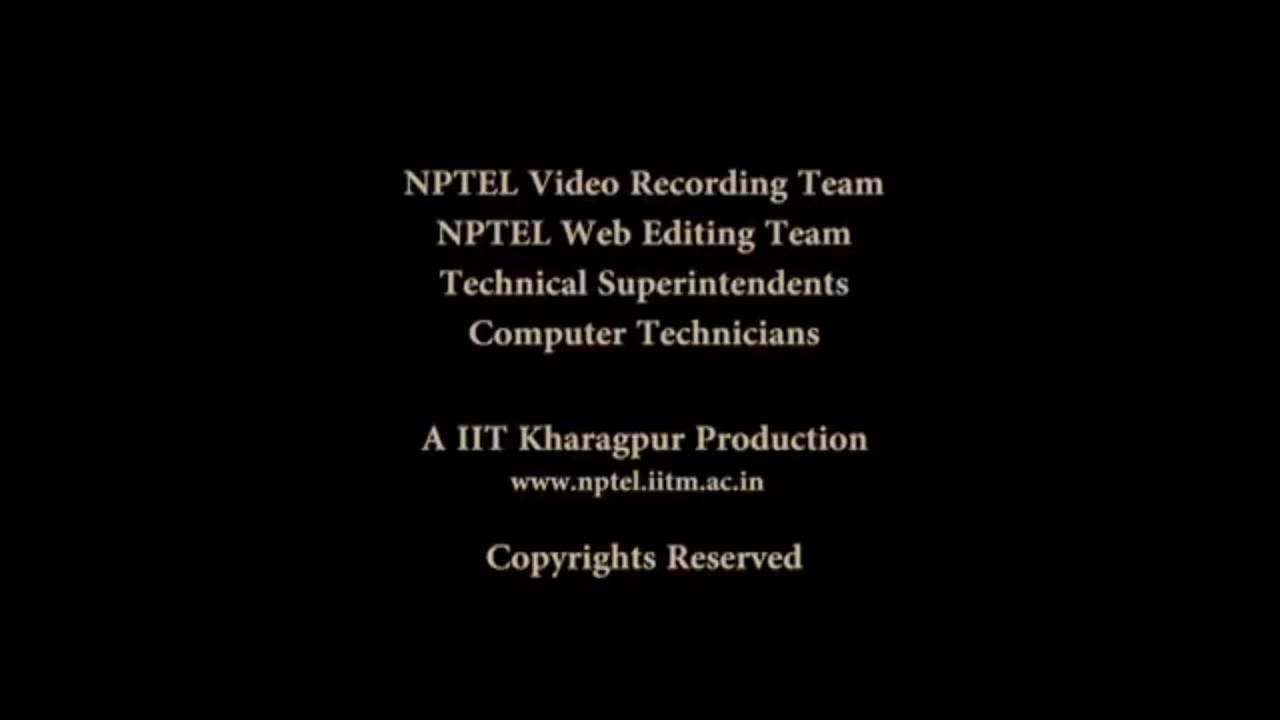 NPTEL Video Recording Team
NPTEL Web Editing Team
Technical Superintendents
Computer Technicians
A IIT Kharagpur Production
www.nptel.iitm.ac.in
Copyrights Reserved